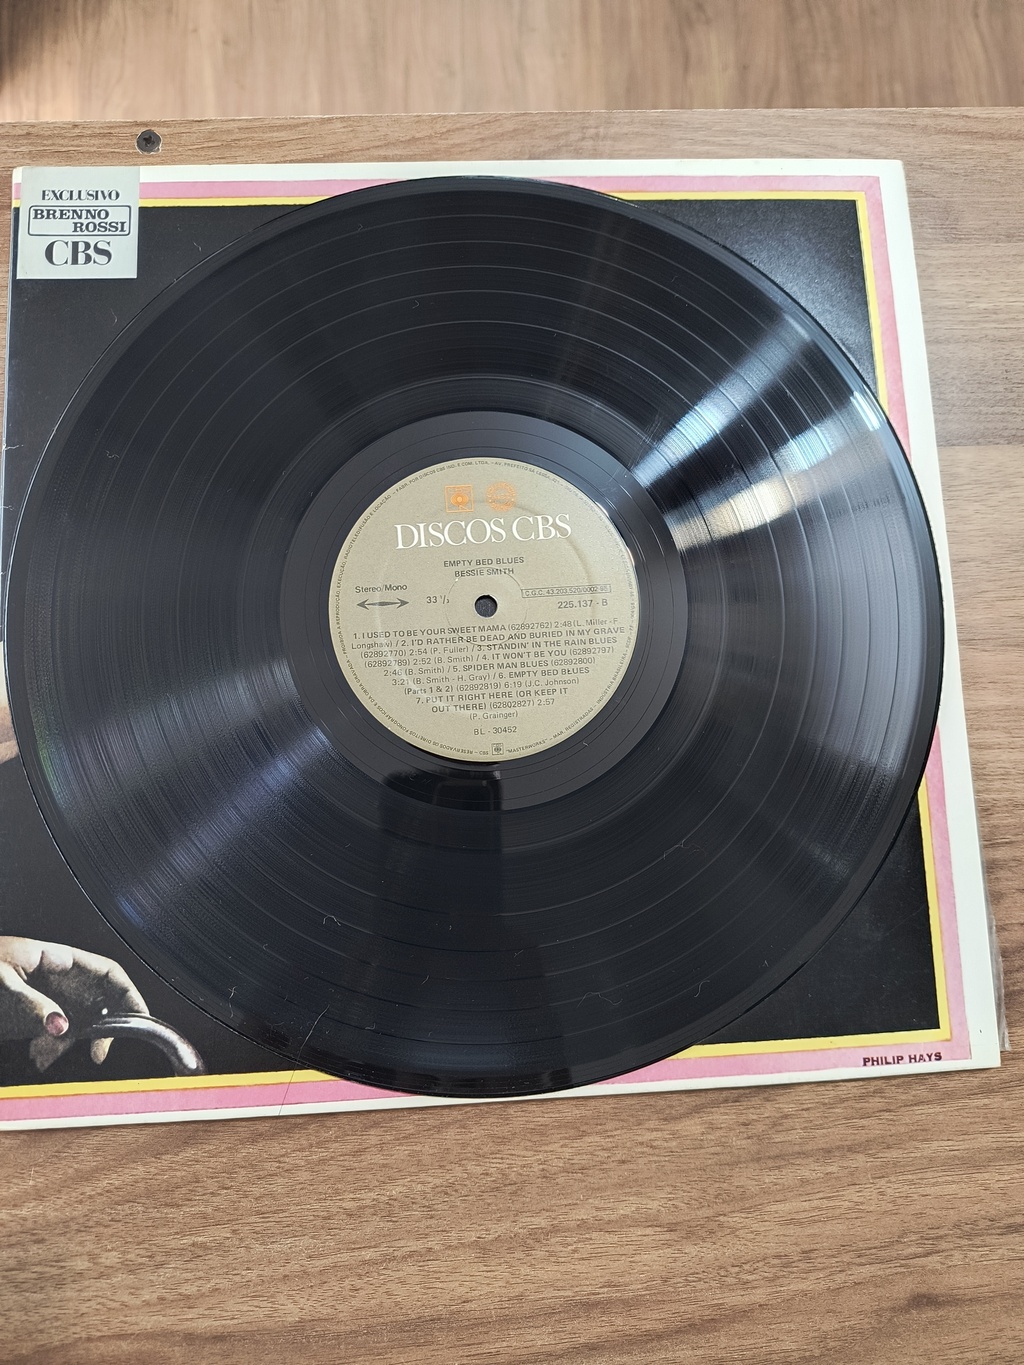 EXCLUSIVO
BRENNO
ROSSI
CBS
DISCOS CBS
EMPTY BED BLUES
BESSIE SMITH
Stereo/Mono
33 ⅓
C.G.C. 43.203.520/0002
225.137 - B
1. I USED TO BE YOUR SWEET MAMA (62892762) 2:48 (L. Miller - F.
Longshaw) / 2. I'D RATHER BE DEAD AND BURIED IN MY GRAVE
(62892770) 2:54 (P. Fuller) / 3. STANDIN' IN THE RAIN BLUES
(62892789) 2:52 (B. Smith) / 4. IT WON'T BE YOU (62892797)
2:46 (B. Smith) / 5. SPIDER MAN BLUES (62892800)
3:21 (B. Smith - H. Gray) / 6. EMPTY BED BLUES
(Parts 1 & 2) (62892819) 6:19 (J.C. Johnson)
7. PUT IT RIGHT HERE (OR KEEP IT
OUT THERE) (62802827) 2:57
(P. Grainger)
BL - 30452
PHILIP HAYS